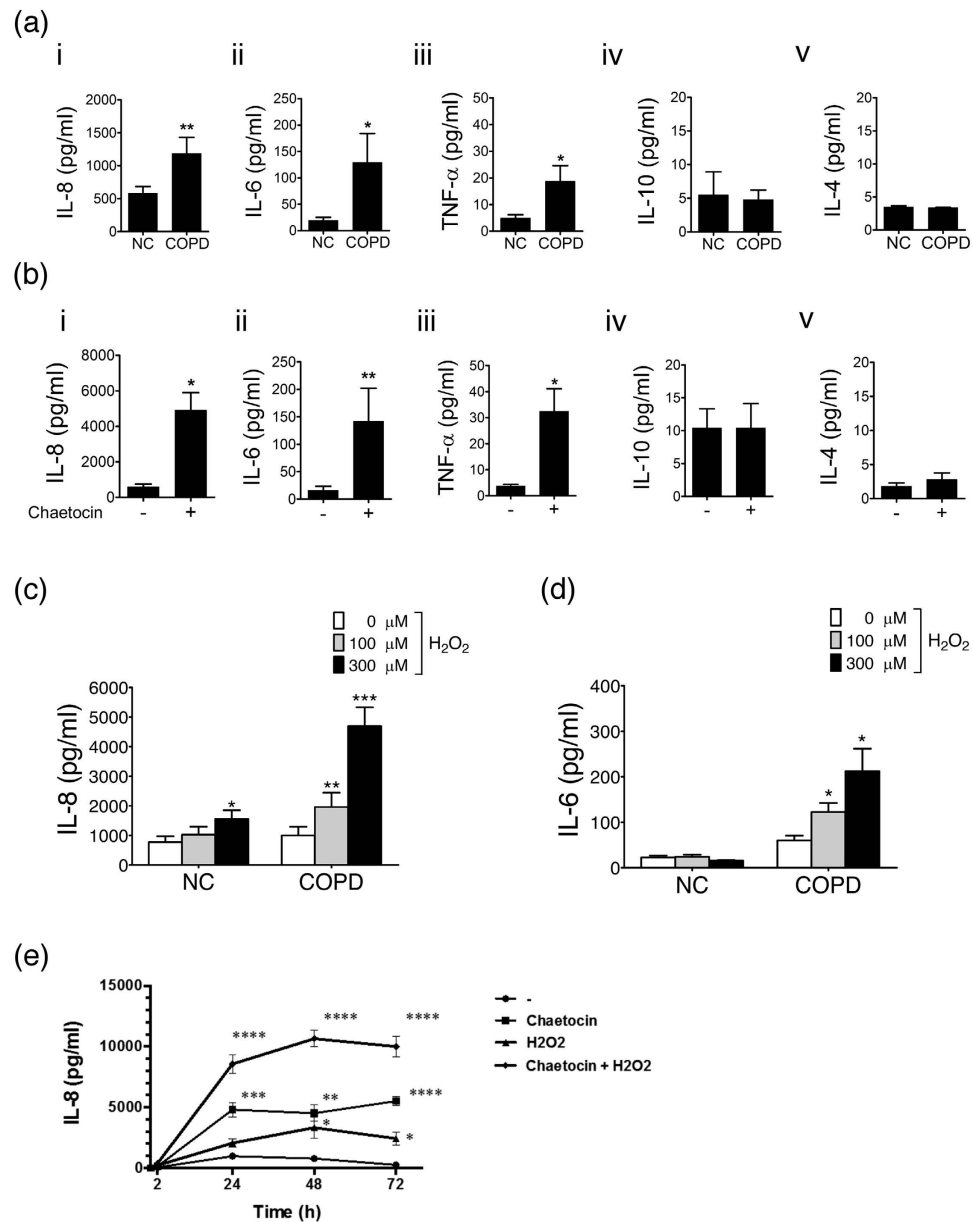 (a)
i
ii
iii
iv
v
IL-8 (pg/ml)
2000
1500
1000
500
0
**
NC
COPD
IL-6 (pg/ml)
250
200
150
100
50
0
*
NC
COPD
TNF-α (pg/ml)
50
40
30
20
10
0
*
NC
COPD
IL-10 (pg/ml)
20
15
10
5
0
NC
COPD
IL-4 (pg/ml)
20
15
10
5
0
NC
COPD
(b)
i
ii
iii
iv
v
IL-8 (pg/ml)
8000
6000
4000
2000
0
*
Chaetocin
-
+
IL-6 (pg/ml)
250
200
150
100
50
0
**
-
+
TNF-α (pg/ml)
50
40
30
20
10
0
*
-
+
IL-10 (pg/ml)
20
15
10
5
0
-
+
IL-4 (pg/ml)
20
15
10
5
0
-
+
(c)
0 μM
100 μM
300 μM
H₂O₂
IL-8 (pg/ml)
6000
5000
4000
3000
2000
1000
0
*
**
***
NC
COPD
(d)
0 μM
100 μM
300 μM
H₂O₂
IL-6 (pg/ml)
400
300
200
100
0
*
*
NC
COPD
(e)
IL-8 (pg/ml)
15000
10000
5000
0
****
****
****
***
**
****
*
*
2
24
48
72
Time (h)
-
Chaetocin
H2O2
Chaetocin + H2O2